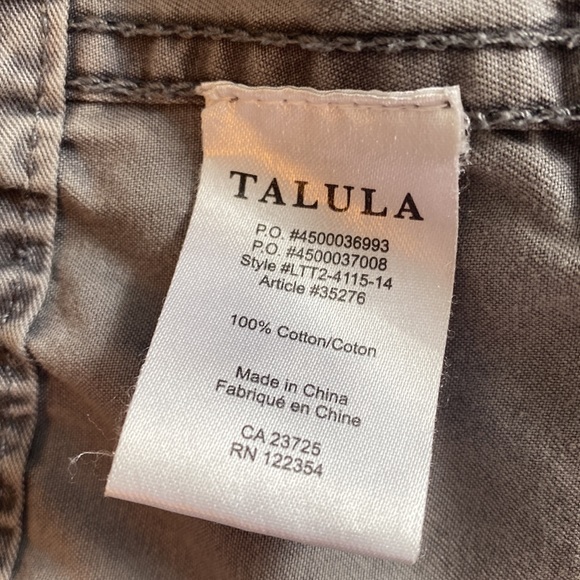 TALULA
P.O. #4500036993
P.O. #4500037008
Style #LTT2-4115-14
Article #35276
100% Cotton/Coton
Made in China
Fabriqué en Chine
CA 23725
RN 122354